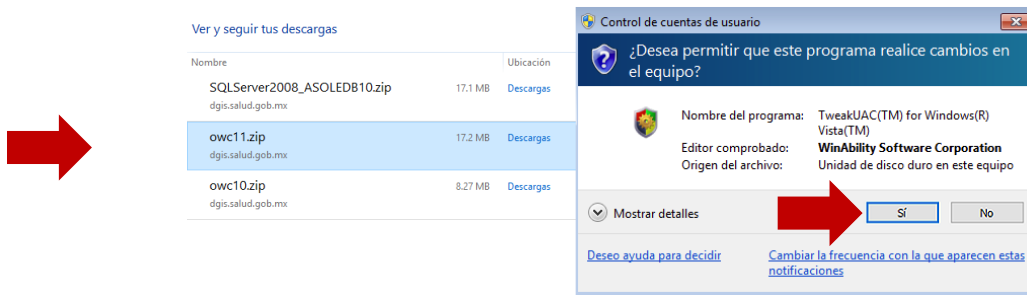 Ver y seguir tus descargas
Nombre
Ubicación
SQLServer2008_ASOLEDB10.zip
17.1 MB
Descargas
dgis.salud.gob.mx
owc11.zip
17.2 MB
Descargas
dgis.salud.gob.mx
owc10.zip
8.27 MB
Descargas
dgis.salud.gob.mx
Control de cuentas de usuario
¿Desea permitir que este programa realice cambios en
el equipo?
Nombre del programa: TweakUAC(TM) for Windows(R)
Vista(TM)
Editor comprobado: WinAbility Software Corporation
Origen del archivo: Unidad de disco duro en este equipo
Mostrar detalles
Sí
No
Deseo ayuda para decidir
Cambiar la frecuencia con la que aparecen estas
notificaciones